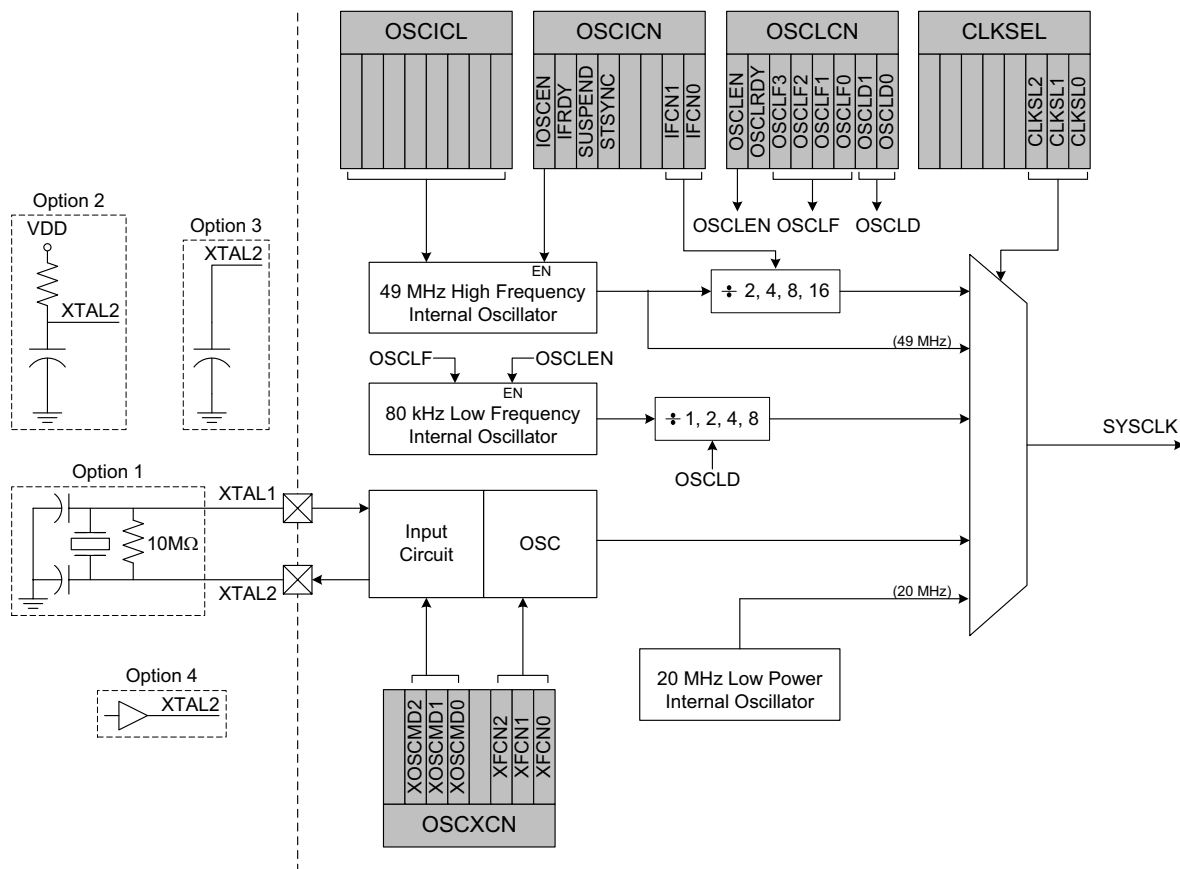 OSCICL
OSCICN
OSCLCN
CLKSEL
IOSCEN
IFRDY
SUSPEND
STSYNC
IFCN1
IFCN0
OSCLEN
OSCLRDY
OSCLF3
OSCLF2
OSCLF1
OSCLF0
OSCLD1
OSCLD0
CLKSL2
CLKSL1
CLKSL0
OSCLEN
OSCLF
OSCLD
Option 2
VDD
XTAL2
Option 3
XTAL2
EN
49 MHz High Frequency
Internal Oscillator
÷ 2, 4, 8, 16
(49 MHz)
OSCLF
OSCLEN
EN
80 kHz Low Frequency
Internal Oscillator
÷ 1, 2, 4, 8
OSCLD
SYSCLK
Option 1
10MΩ
XTAL1
XTAL2
Input
Circuit
OSC
(20 MHz)
20 MHz Low Power
Internal Oscillator
Option 4
XTAL2
XOSCMD2
XOSCMD1
XOSCMD0
XFCN2
XFCN1
XFCN0
OSCXCN